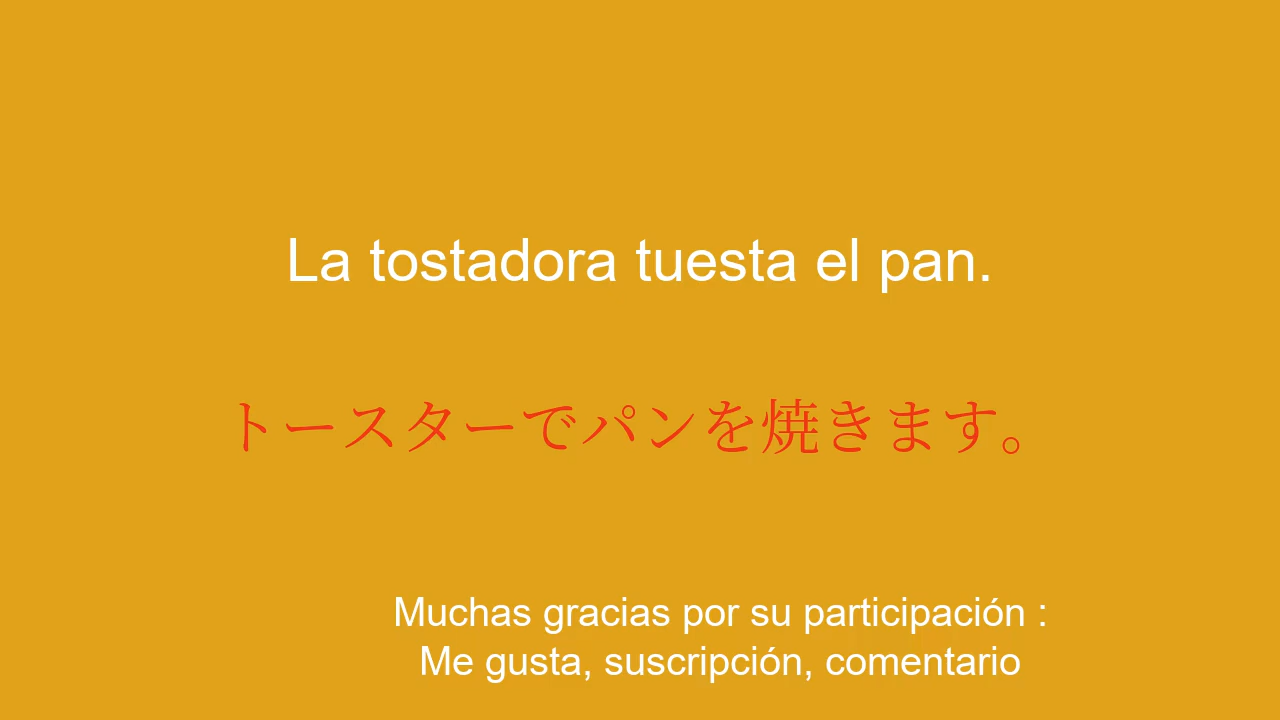 La tostadora tuesta el pan.
トースターでパンを焼きます。
Muchas gracias por su participación :
Me gusta, suscripción, comentario